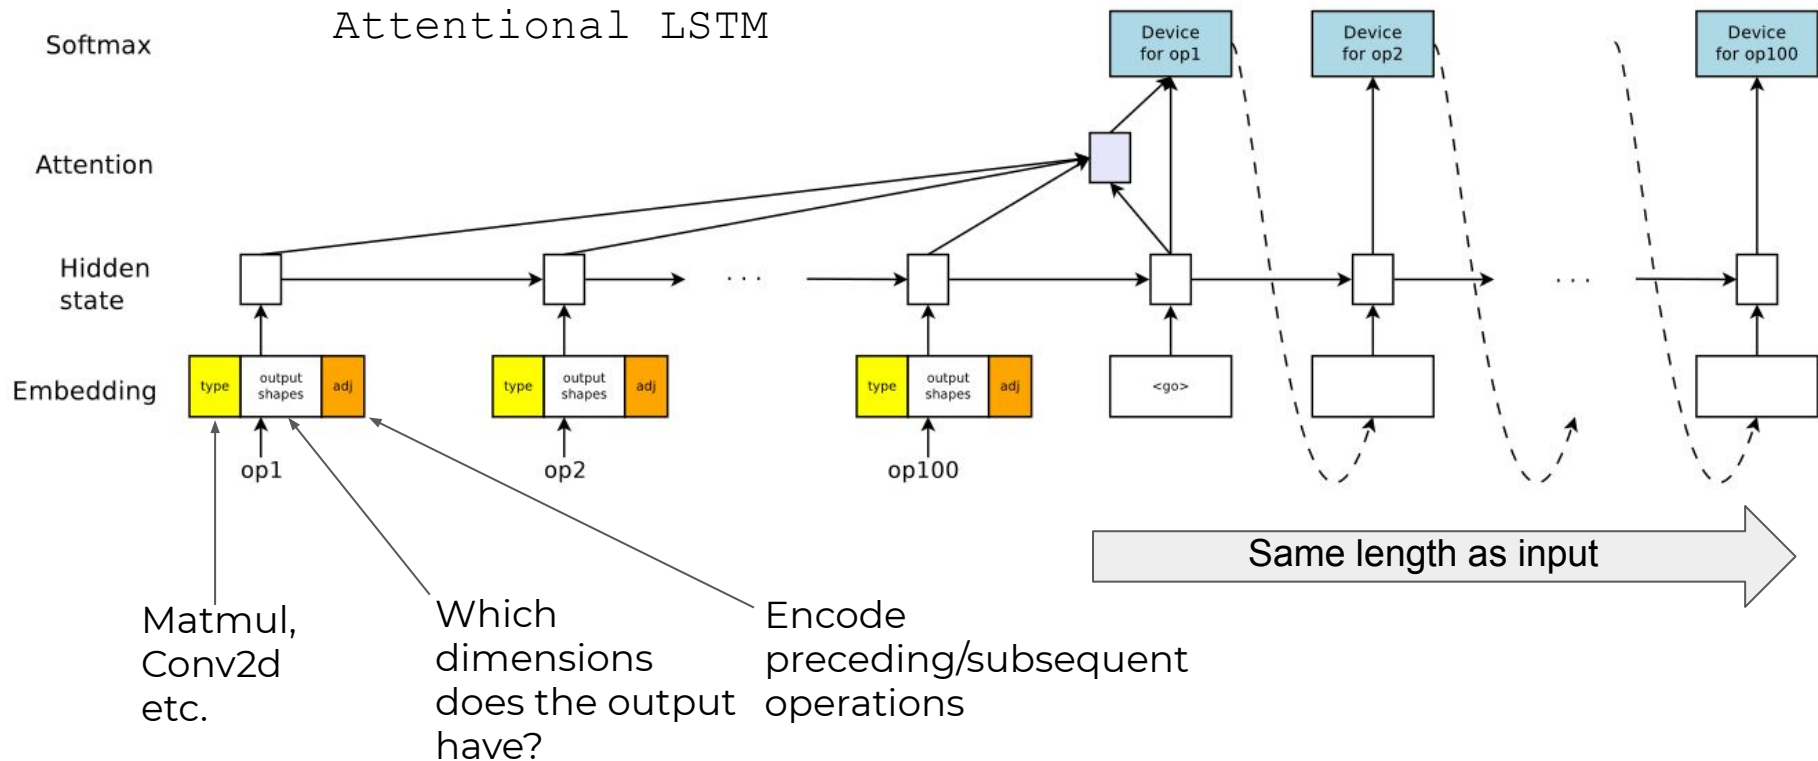 Attentional LSTM
Softmax
Device
for op1
Device
for op2
Device
for op100
Attention
Hidden
state
. . .
. . .
Embedding
type
output
shapes
adj
type
output
shapes
adj
type
output
shapes
adj
<go>
op1
op2
op100
Same length as input
Matmul,
Conv2d
etc.
Which
dimensions
does the output
have?
Encode
preceding/subsequent
operations